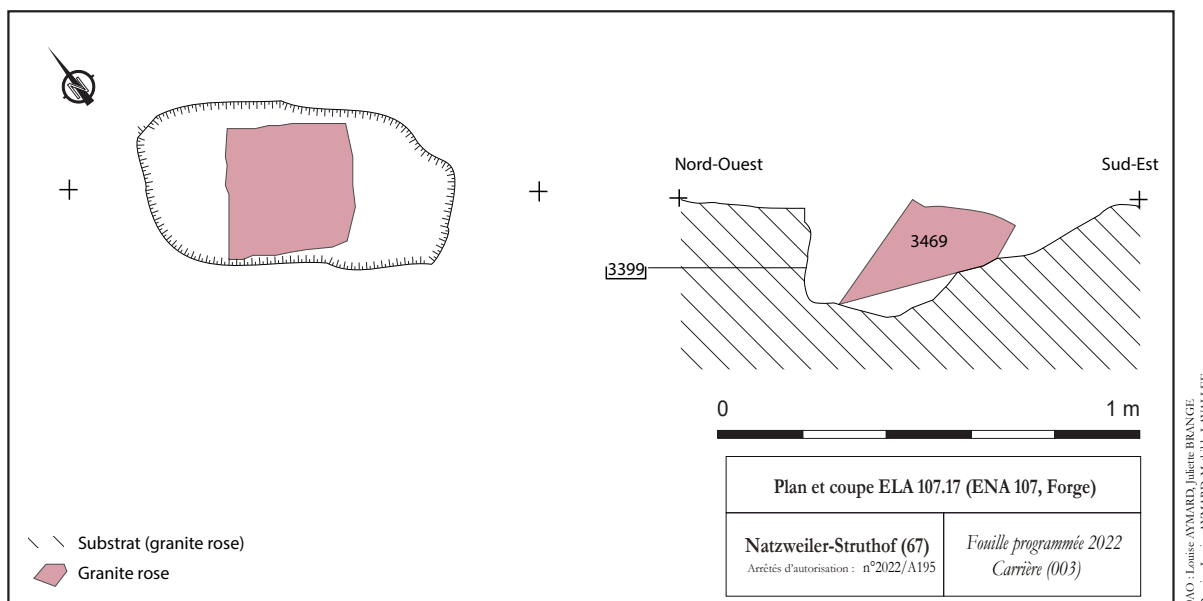 Nord-Ouest
Sud-Est
3469
3399
0
1 m
Plan et coupe ELA 107.17 (ENA 107, Forge)
Natzweiler-Struthof (67)
Arrêtés d'autorisation : n°2022/A195
Fouille programmée 2022
Carrière (003)
Substrat (granite rose)
Granite rose
DAO : Louise AYMARD, Juliette BRANGE